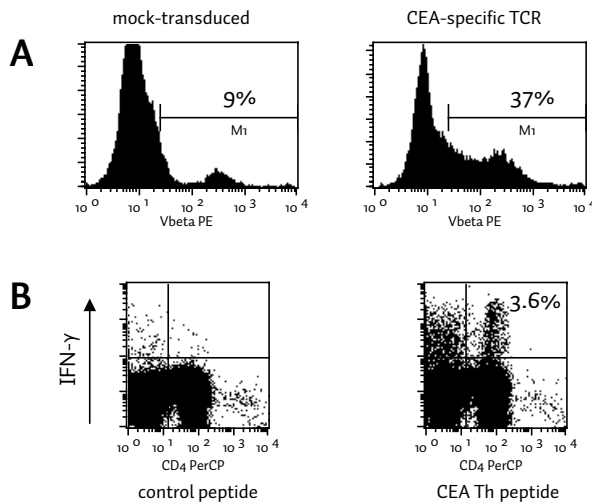 mock-transduced
CEA-specific TCR
A
9%
M1
37%
M1
10 0 10 1 10 2 10 3 10 4
Vbeta PE
10 0 10 1 10 2 10 3 10 4
Vbeta PE
B
IFN-γ
3.6%
10 0 10 1 10 2 10 3 10 4
CD4 PerCP
10 0 10 1 10 2 10 3 10 4
CD4 PerCP
control peptide
CEA Th peptide